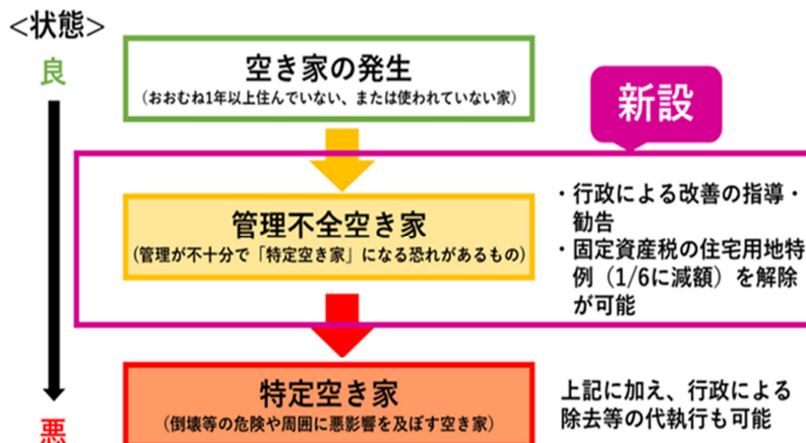 <状態>
良
空き家の発生
（おおむね1年以上住んでいない、または使われていない家）
新設
管理不全空き家
（管理が不十分で「特定空き家」になる恐れがあるもの）
・行政による改善の指導・
勧告
・固定資産税の住宅用地特
例（1/6に減額）を解除
が可能
特定空き家
（倒壊等の危険や周囲に悪影響を及ぼす空き家）
上記に加え、行政による
除去等の代執行も可能
悪